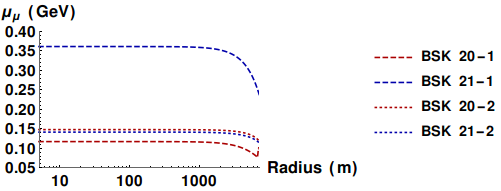 μμ (GeV)
0.40
0.35
0.30
0.25
0.20
0.15
0.10
0.05
10 100 1000
Radius (m)
BSK 20-1
BSK 21-1
BSK 20-2
BSK 21-2